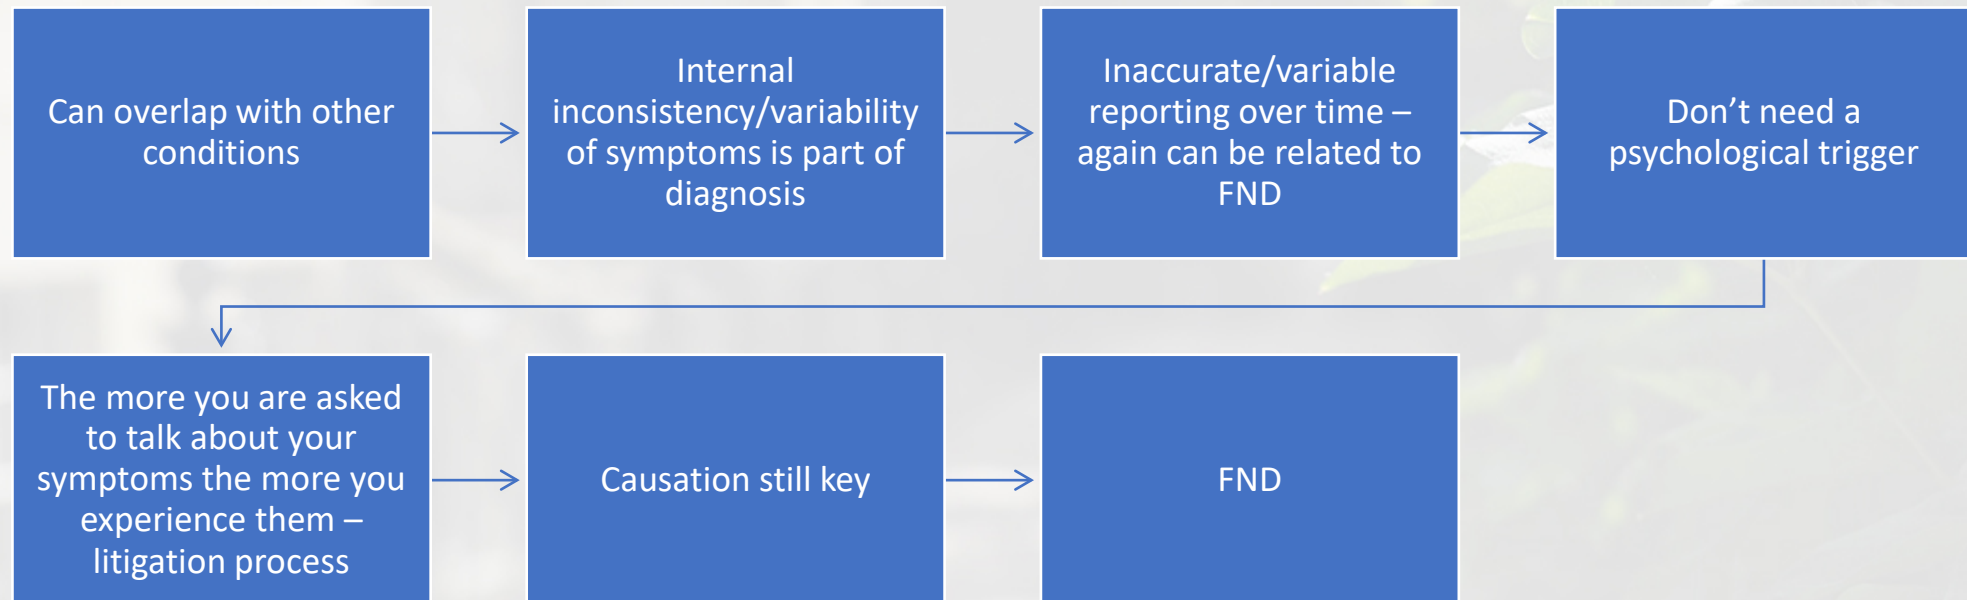 Can overlap with other
conditions
Internal
inconsistency/variability
of symptoms is part of
diagnosis
Inaccurate/variable
reporting over time –
again can be related to
FND
Don’t need a
psychological trigger
The more you are asked
to talk about your
symptoms the more you
experience them –
litigation process
Causation still key
FND